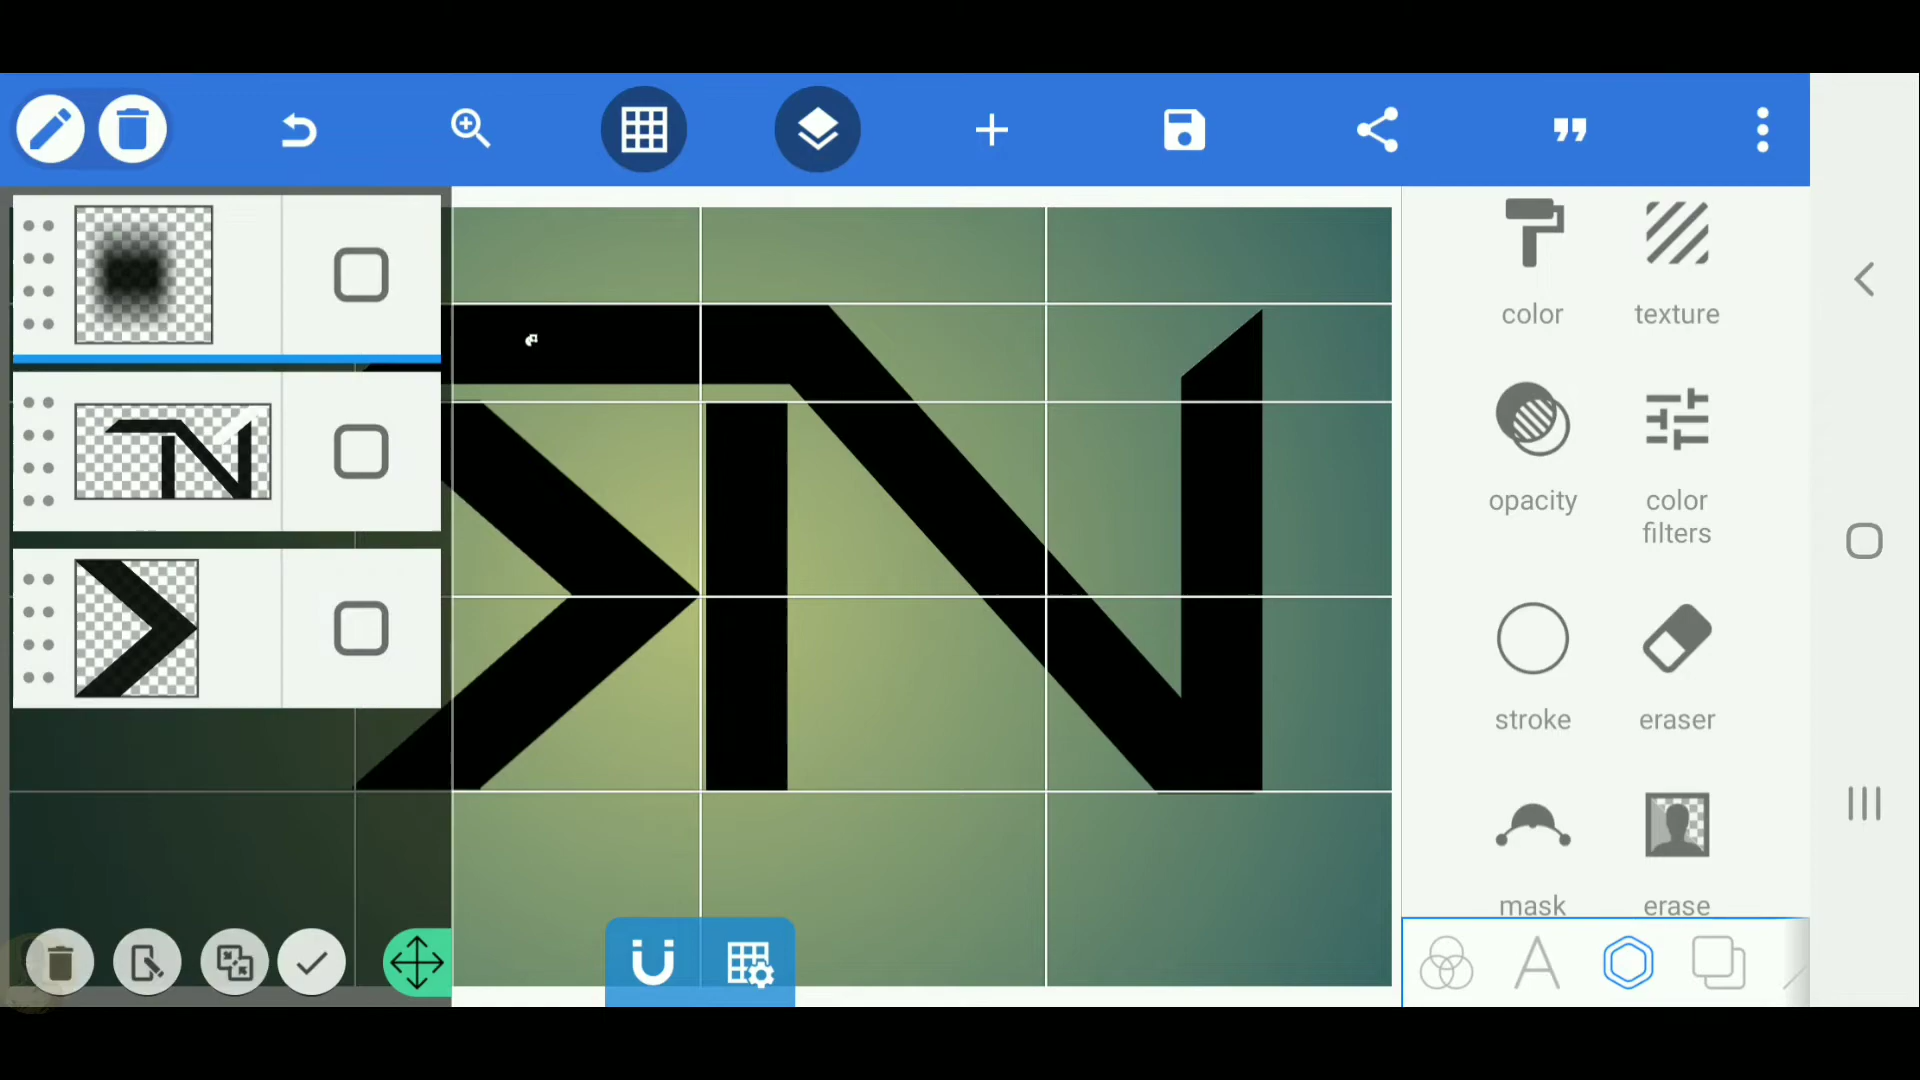 color
texture
opacity
color
filters
stroke
eraser
mask
erase